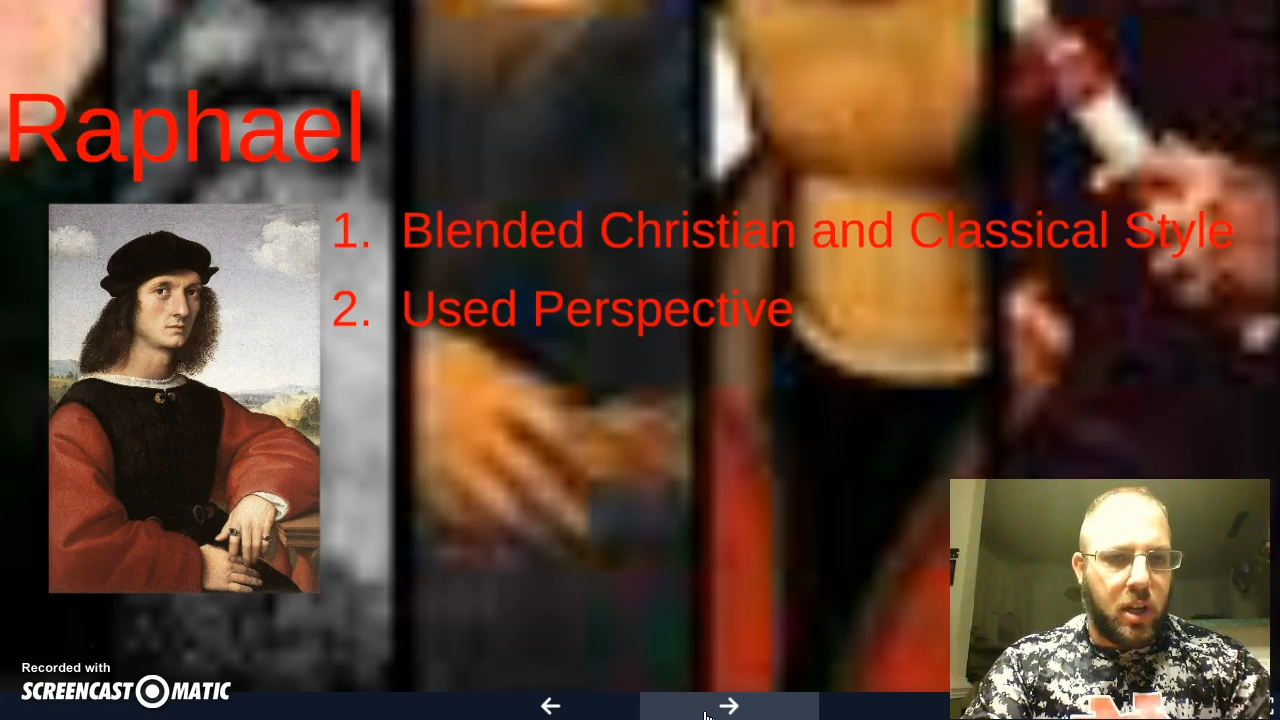 Raphael
1. Blended Christian and Classical Style
2. Used Perspective
Recorded with
SCREENCAST O MATIC